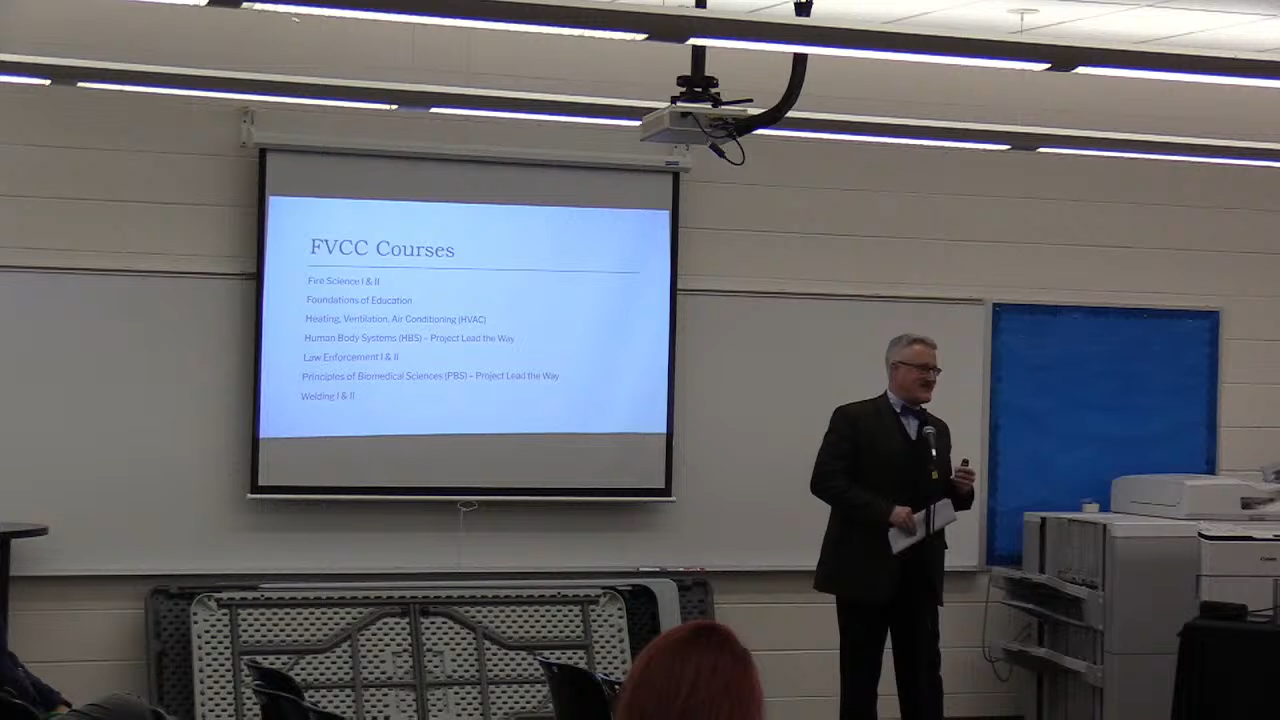 FVCC Courses
Fire Science I & II
Foundations of Education
Heating, Ventilation, Air Conditioning (HVAC)
Human Body Systems (HBS) – Project Lead the Way
Law Enforcement I & II
Principles of Biomedical Sciences (PBS) – Project Lead the Way
Welding I & II
Canon